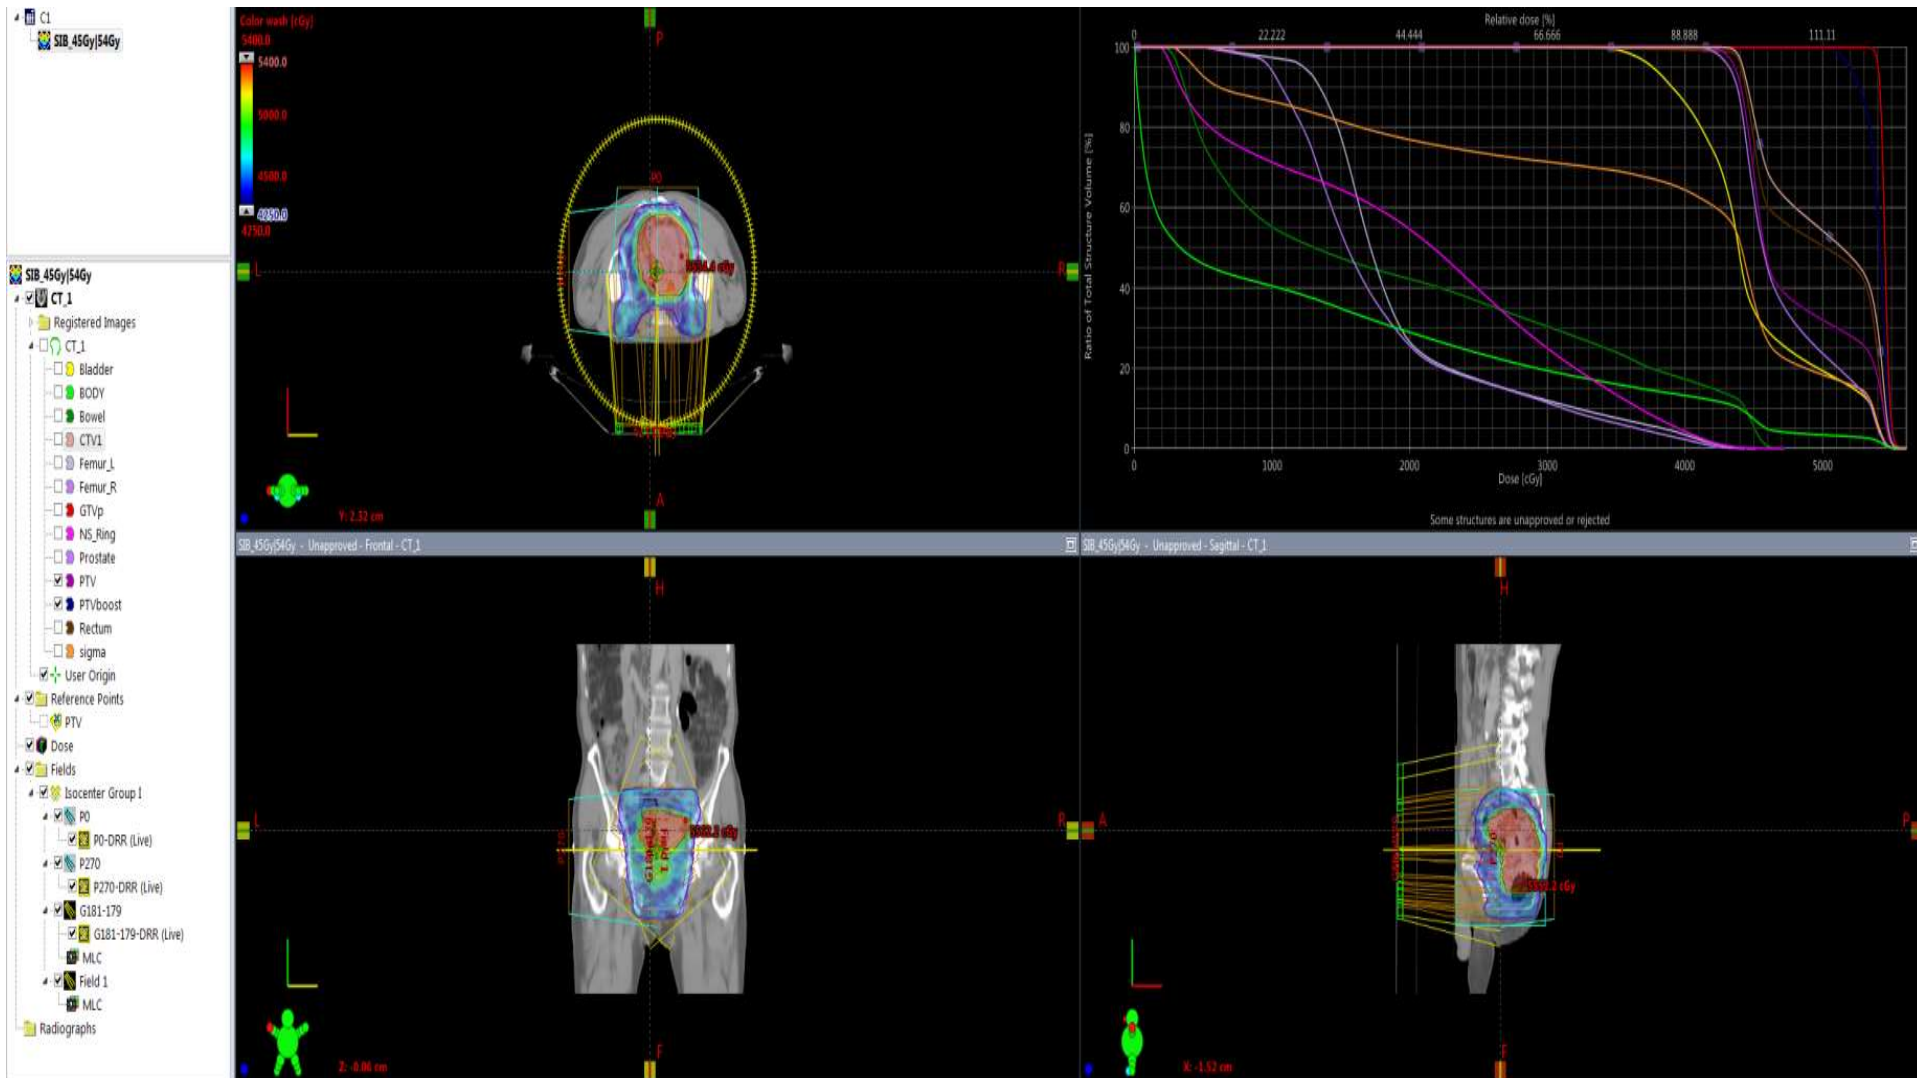 C1
SIB_45Gy|54Gy
SIB_45Gy|54Gy
CT_1
Registered Images
CT_1
Bladder
BODY
Bowel
CTV1
Femur_L
Femur_R
GTVp
NS_Ring
Prostate
PTV
PTVboost
Rectum
sigma
User Origin
Reference Points
PTV
Dose
Fields
Isocenter Group I
P0
P0-DRR (Live)
P270
P270-DRR (Live)
G181-179
G181-179-DRR (Live)
MLC
Field 1
MLC
Radiographs
Color wash [cGy]
5400.0
5400.0
5000.0
4500.0
4250.0
4250.0
P
P0
L
R
A
Y: 2.32 cm
Relative dose [%]
22.222
44.444
66.666
88.888
111.11
100
80
60
40
20
0
Ratio of Total Structure Volume [%]
0
1000
2000
3000
4000
5000
Dose [cGy]
Some structures are unapproved or rejected
SIB_45Gy|54Gy - Unapproved - Frontal - CT_1
H
L
R
F
Z: -0.06 cm
SIB_45Gy|54Gy - Unapproved - Sagittal - CT_1
H
A
P
F
X: -1.52 cm